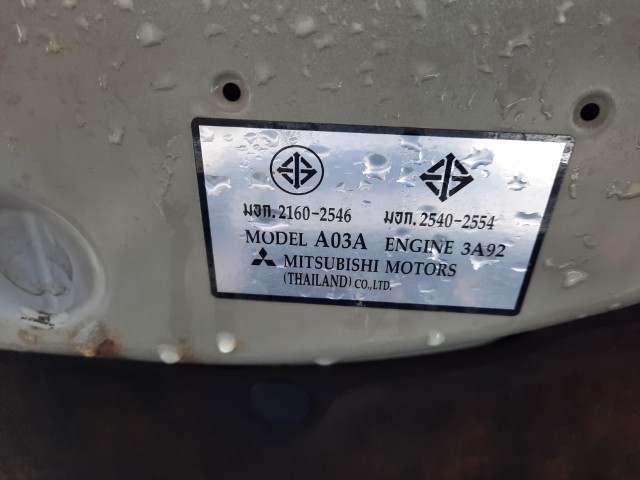 มอก.2160-2546 มอก.2540-2554
MODEL A03A ENGINE 3A92
MITSUBISHI MOTORS
(THAILAND) CO.,LTD.